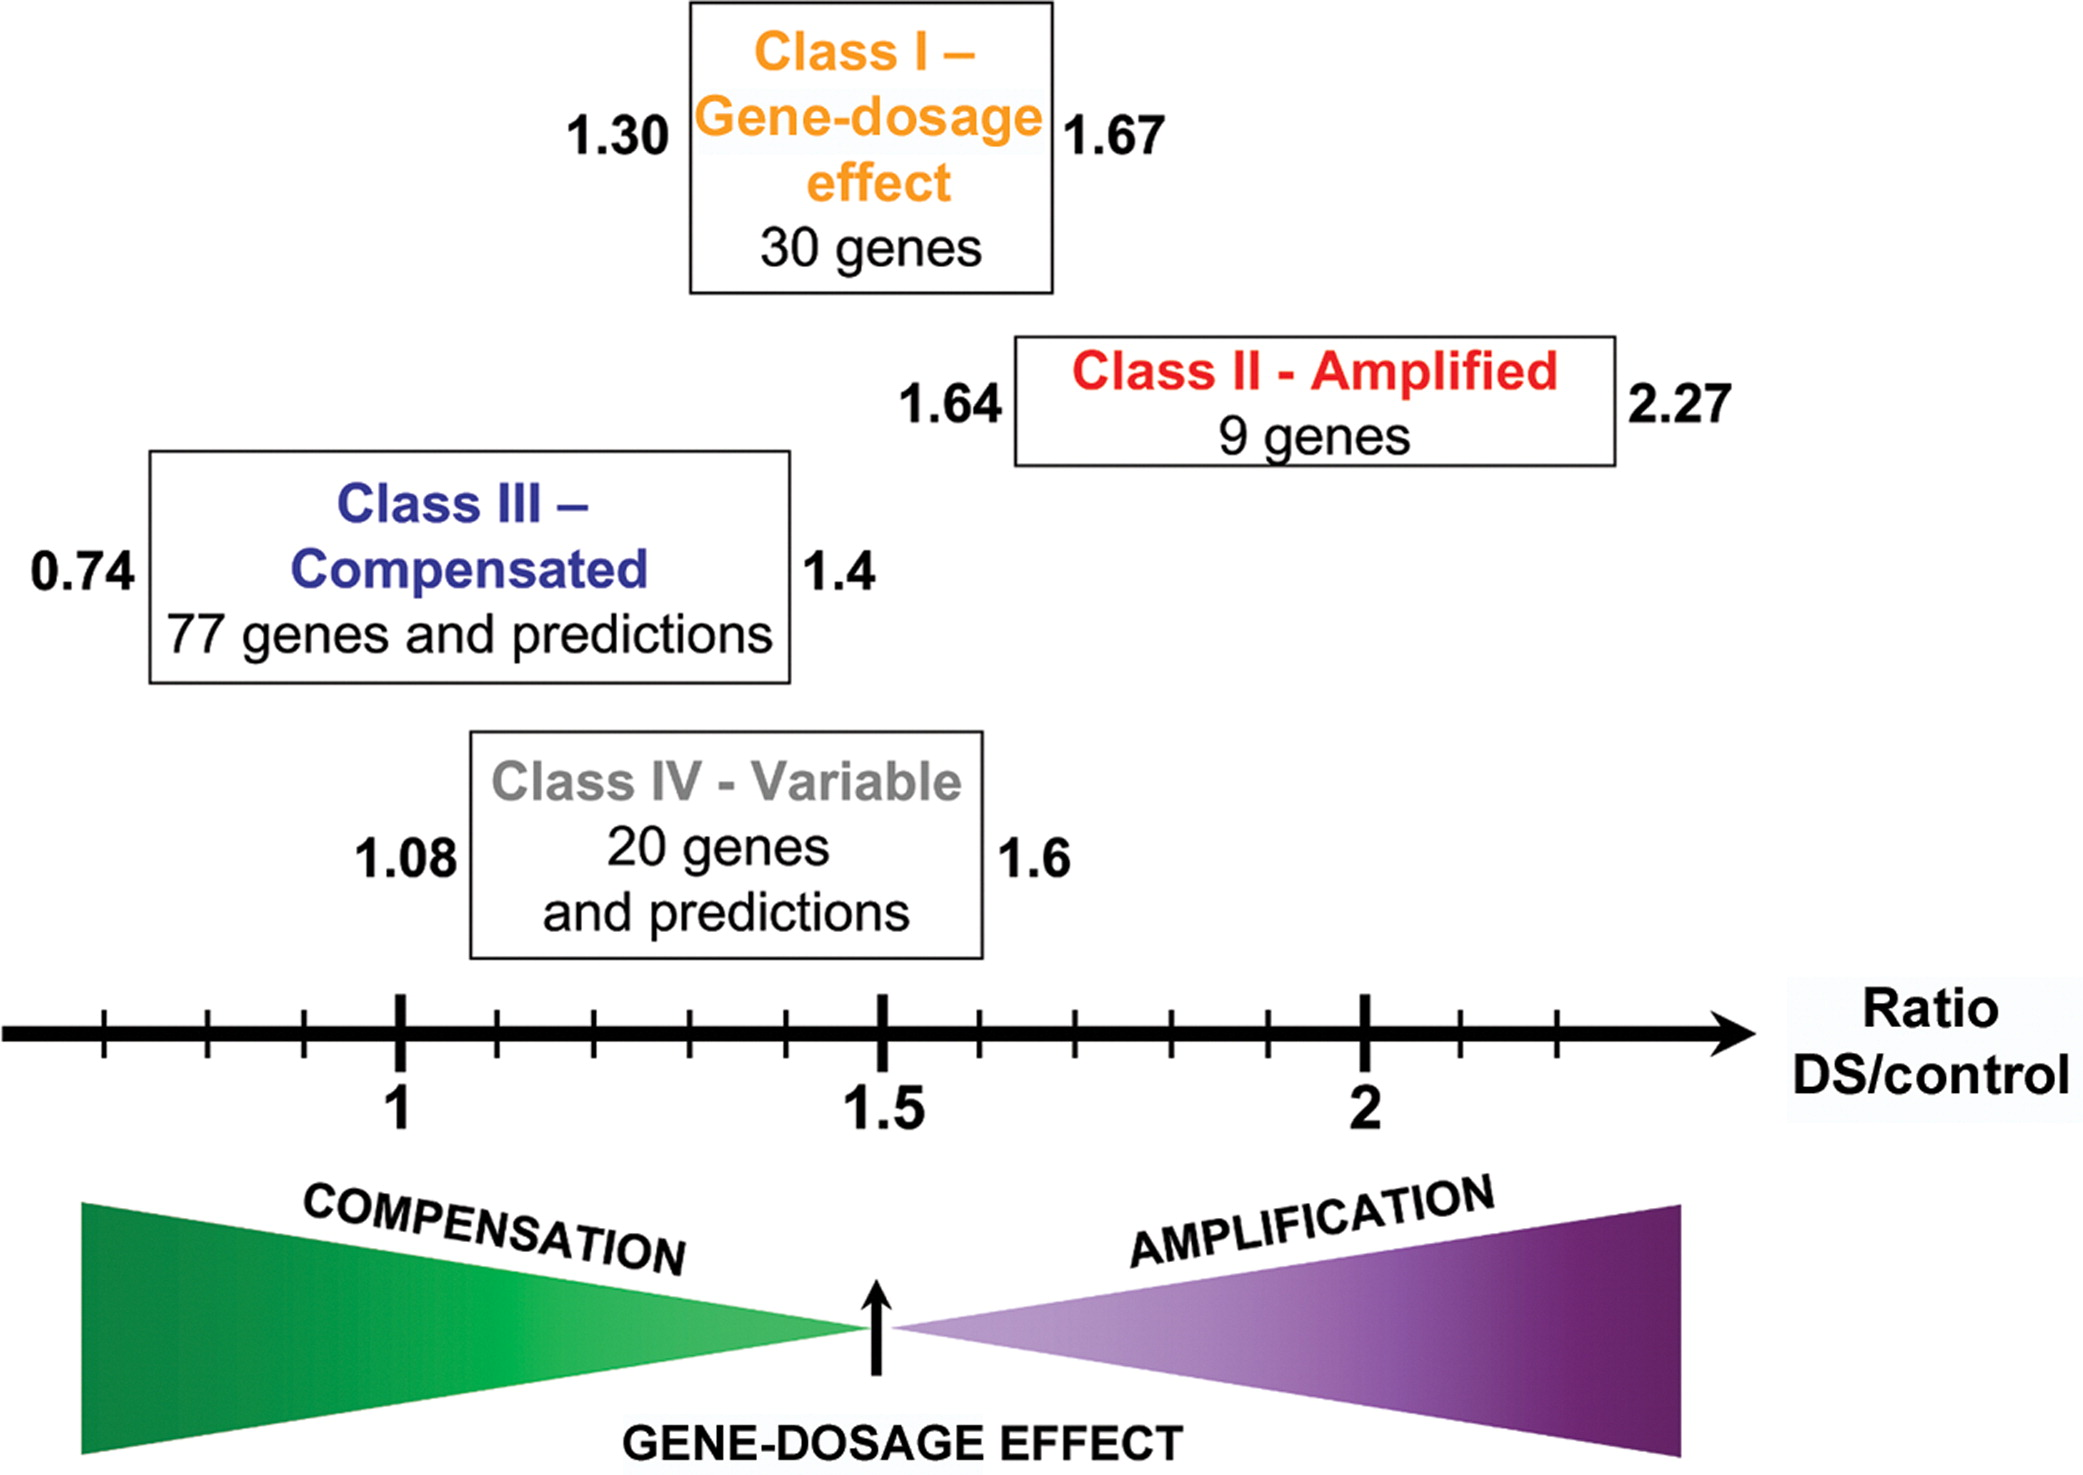 Class I –
Gene-dosage
effect
30 genes
1.30
1.67
Class II - Amplified
9 genes
1.64
2.27
Class III –
Compensated
77 genes and predictions
0.74
1.4
Class IV - Variable
20 genes
and predictions
1.08
1.6
Ratio
DS/control
1
1.5
2
COMPENSATION
AMPLIFICATION
GENE-DOSAGE EFFECT